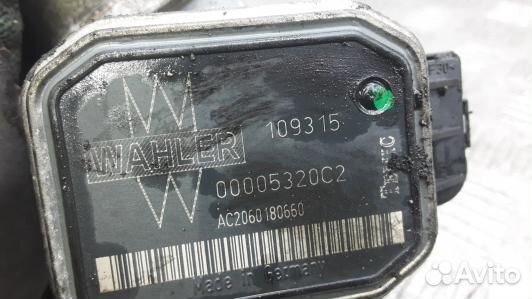 WAHLER
109315
00005320C2
AC2060180660
Made in Germany
Avito